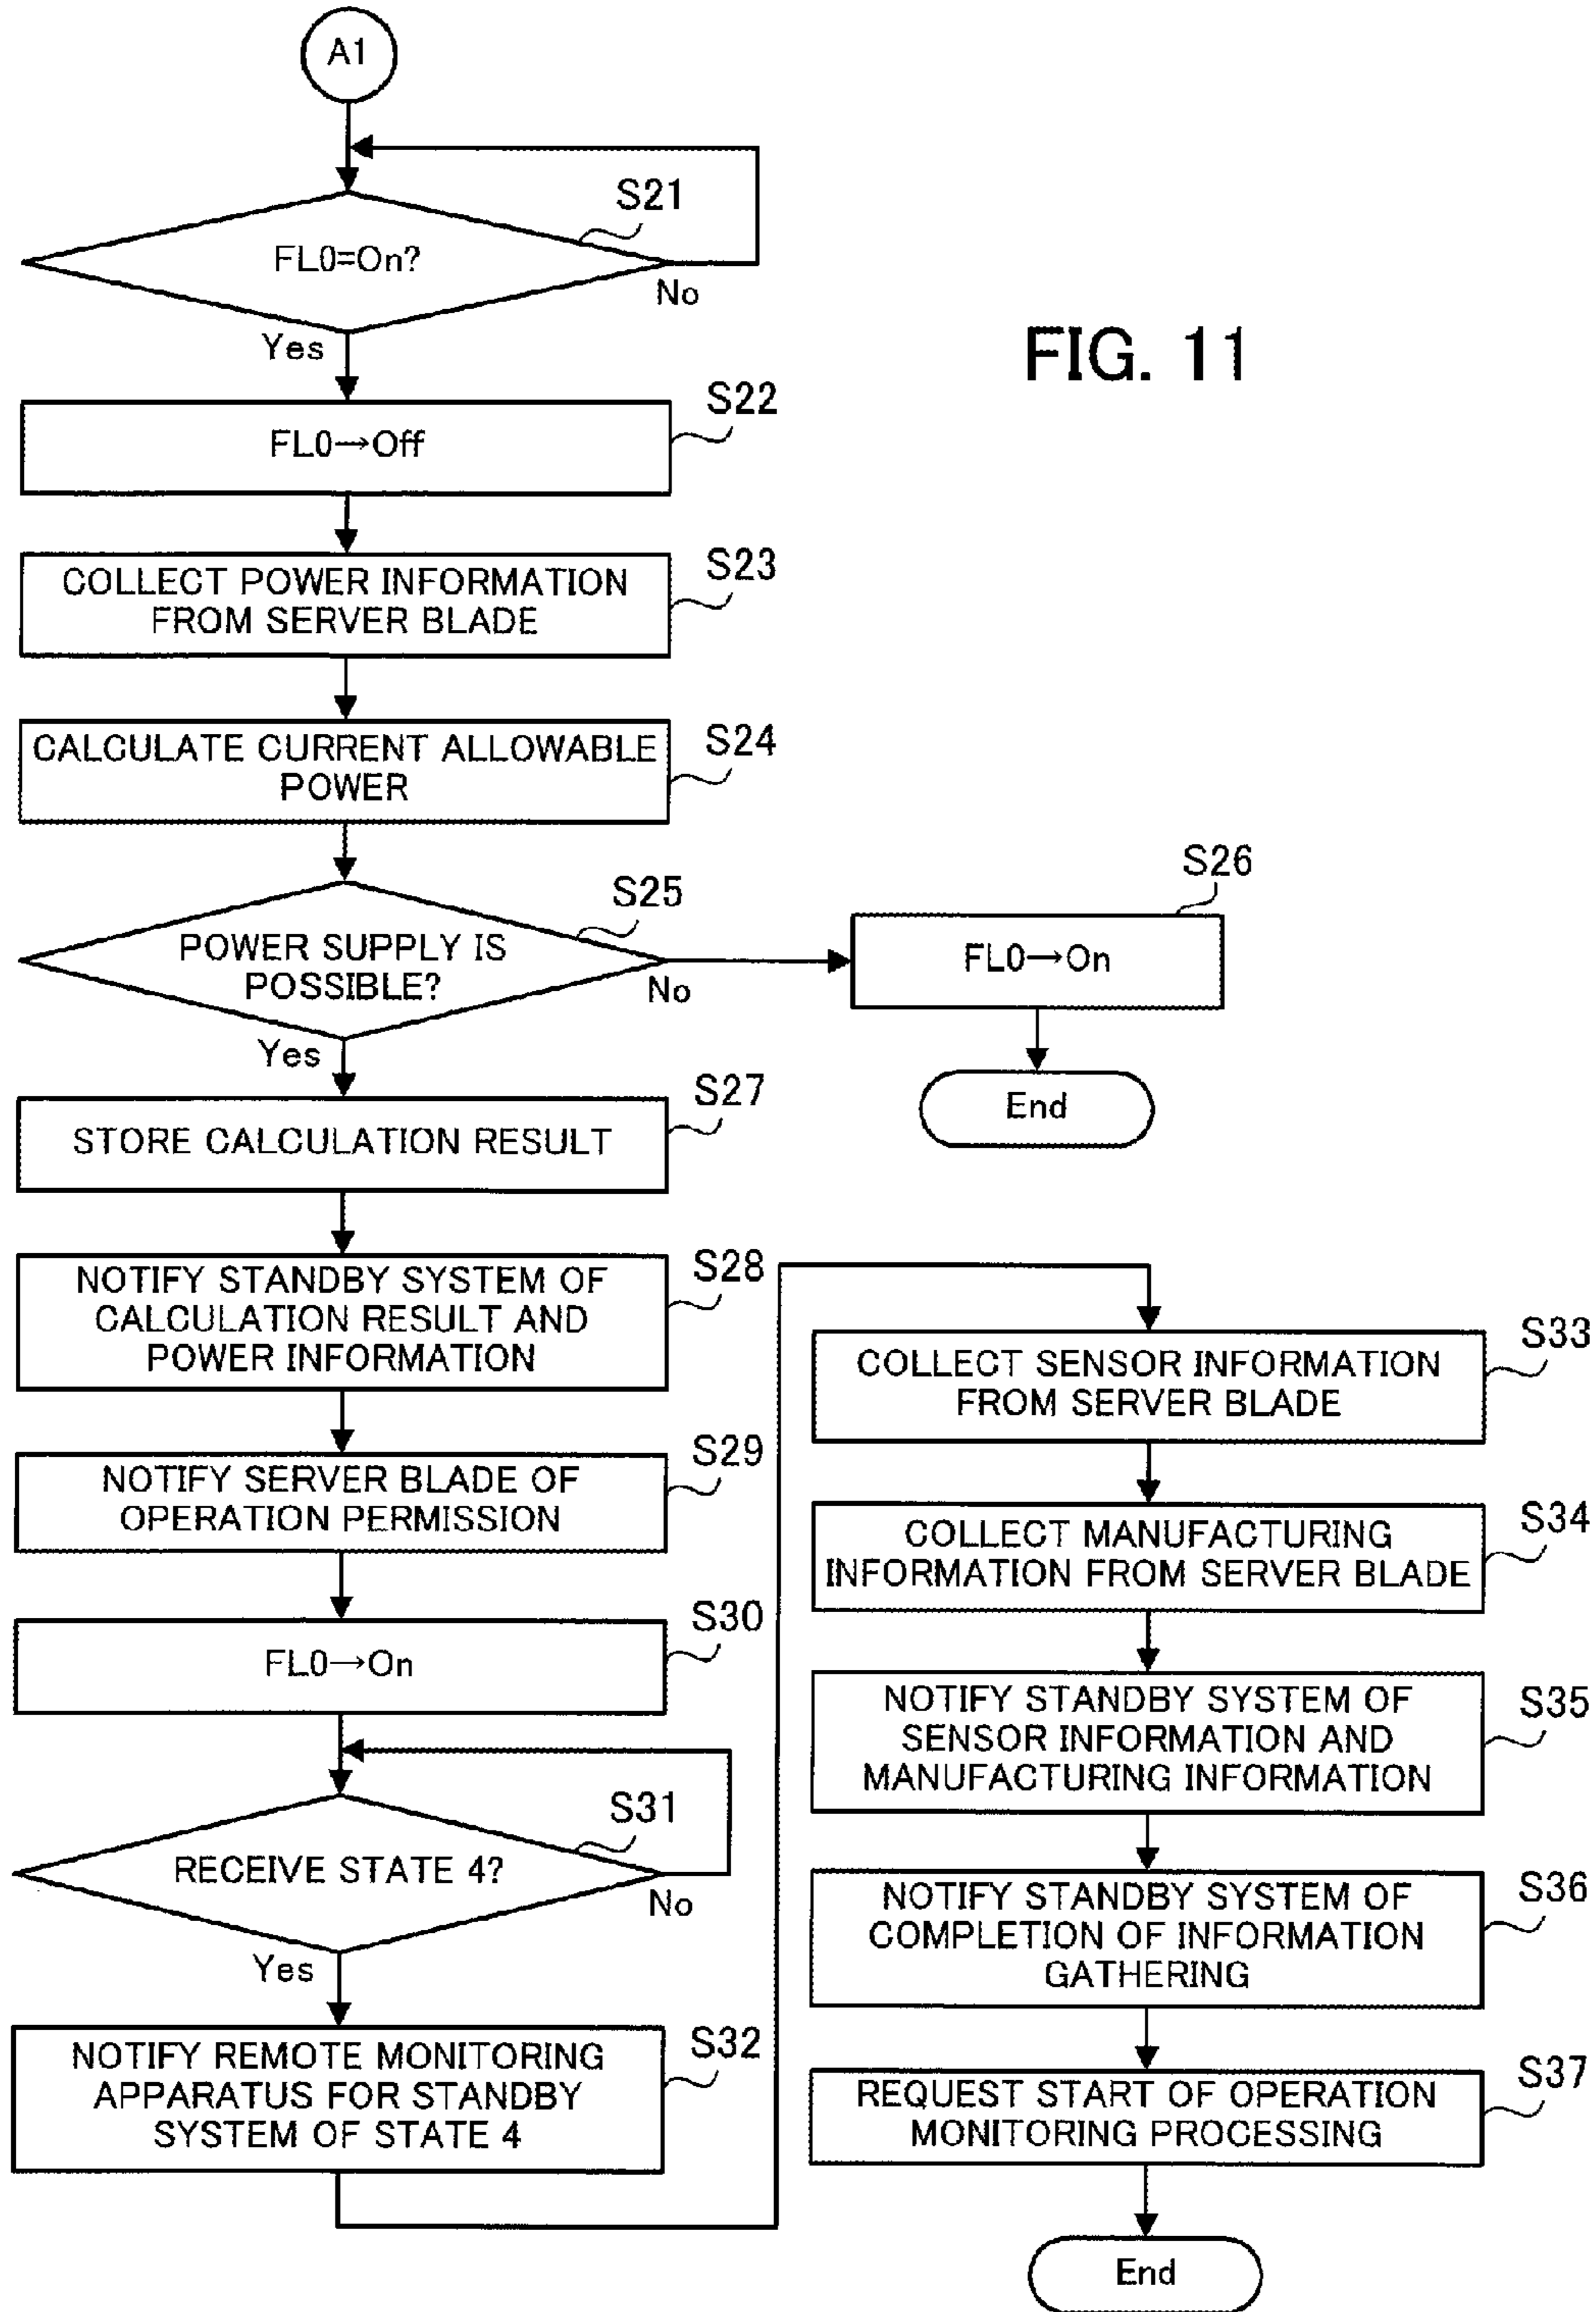 A1
S21
FL0=On?
No
Yes
FIG. 11
S22
FL0→Off
S23
COLLECT POWER INFORMATION
FROM SERVER BLADE
S24
CALCULATE CURRENT ALLOWABLE
POWER
S25
POWER SUPPLY IS
POSSIBLE?
No
Yes
S26
FL0→On
End
S27
STORE CALCULATION RESULT
S28
NOTIFY STANDBY SYSTEM OF
CALCULATION RESULT AND
POWER INFORMATION
S29
NOTIFY SERVER BLADE OF
OPERATION PERMISSION
S30
FL0→On
S31
RECEIVE STATE 4?
No
Yes
S32
NOTIFY REMOTE MONITORING
APPARATUS FOR STANDBY
SYSTEM OF STATE 4
S33
COLLECT SENSOR INFORMATION
FROM SERVER BLADE
S34
COLLECT MANUFACTURING
INFORMATION FROM SERVER BLADE
S35
NOTIFY STANDBY SYSTEM OF
SENSOR INFORMATION AND
MANUFACTURING INFORMATION
S36
NOTIFY STANDBY SYSTEM OF
COMPLETION OF INFORMATION
GATHERING
S37
REQUEST START OF OPERATION
MONITORING PROCESSING
End